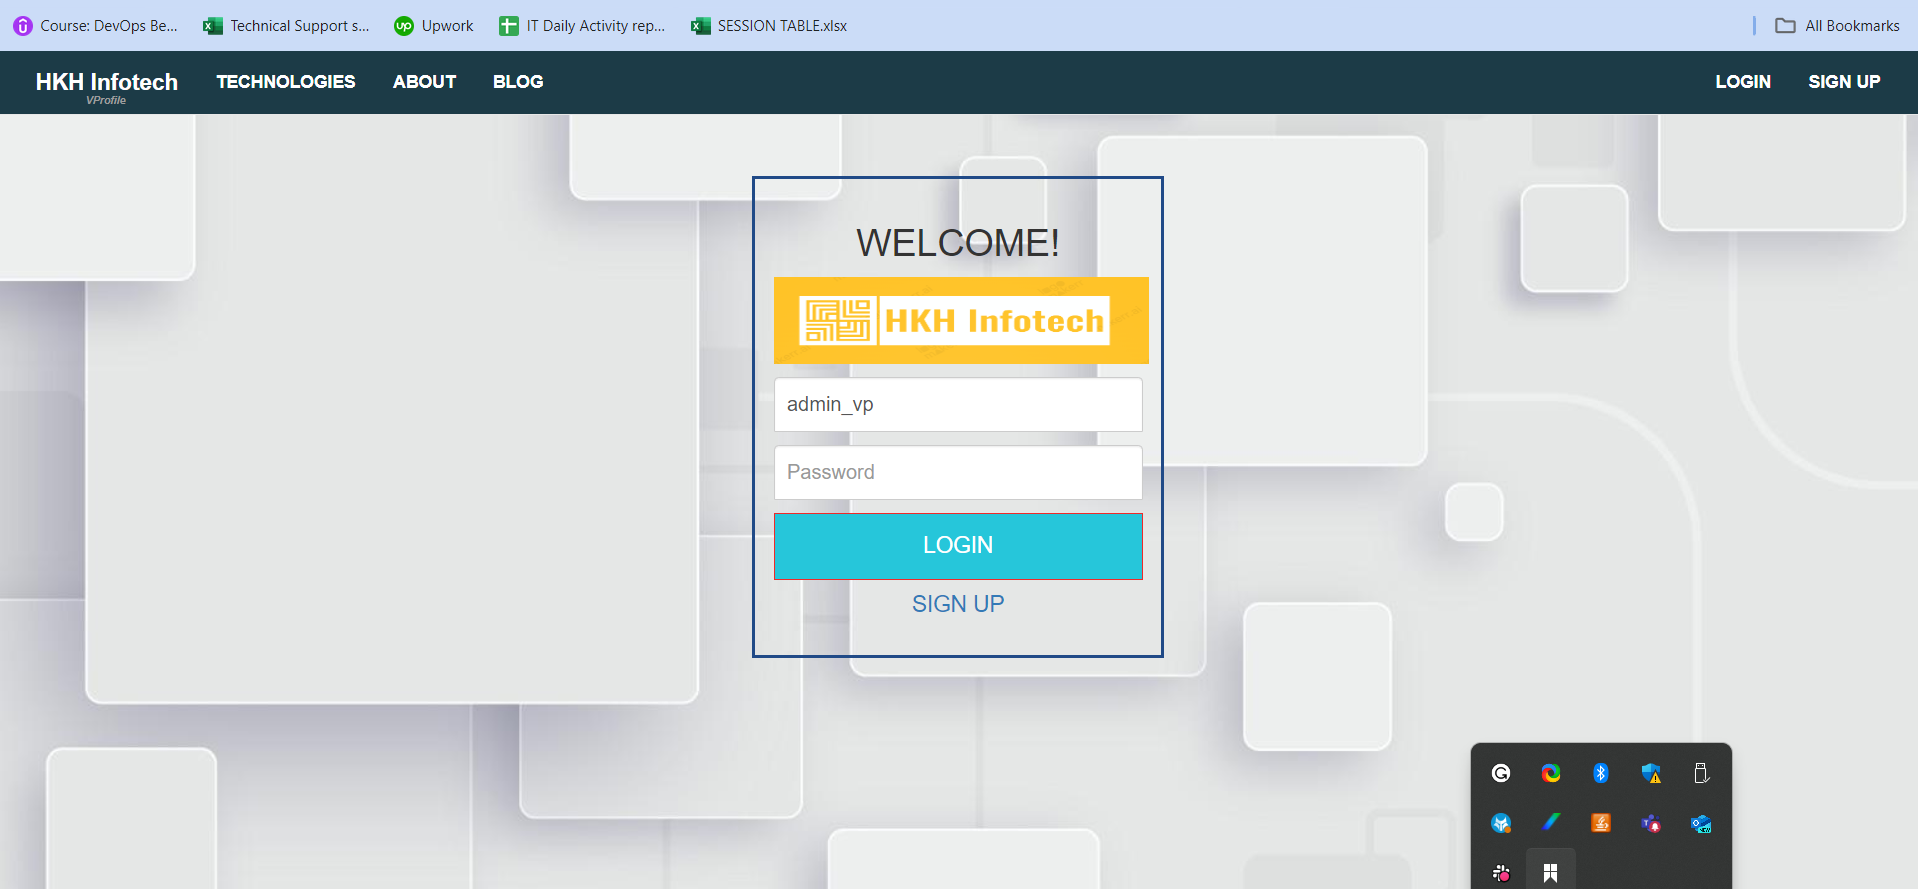 Course: DevOps Be...
Technical Support s...
Upwork
IT Daily Activity rep...
SESSION TABLE.xlsx
All Bookmarks
HKH Infotech
VProfile
TECHNOLOGIES
ABOUT
BLOG
LOGIN
SIGN UP
WELCOME!
HKH Infotech
admin_vp
Password
LOGIN
SIGN UP